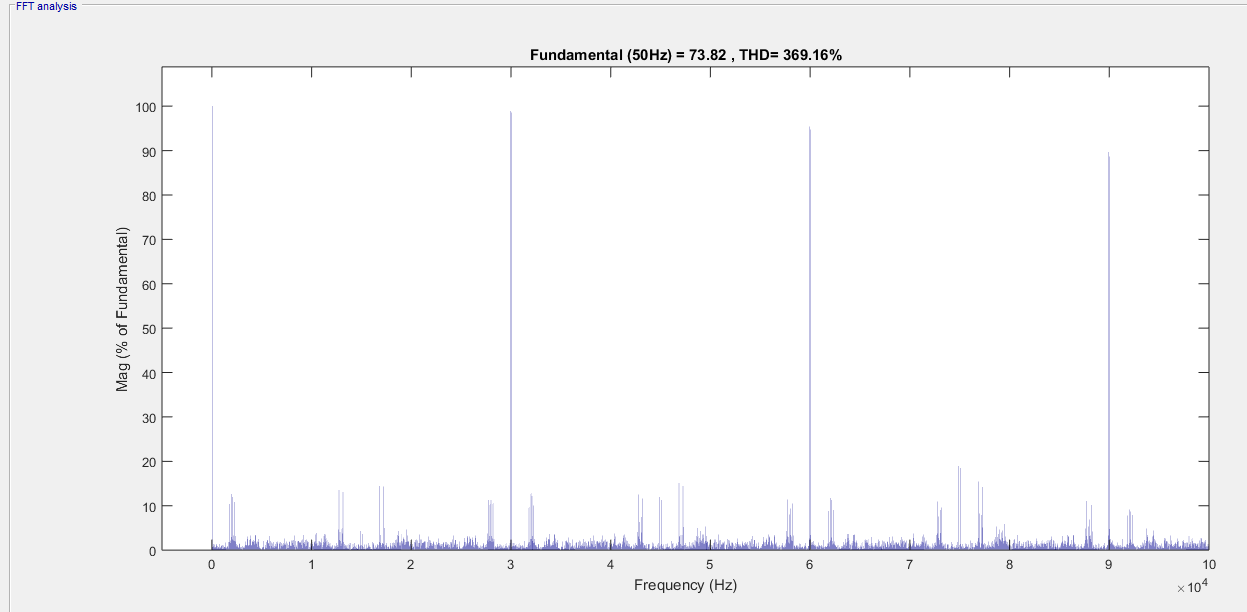 FFT analysis
Fundamental (50Hz) = 73.82 , THD= 369.16%
100
90
80
70
60
50
40
30
20
10
0
Mag (% of Fundamental)
0 1 2 3 4 5 6 7 8 9 10
Frequency (Hz)
×10⁴